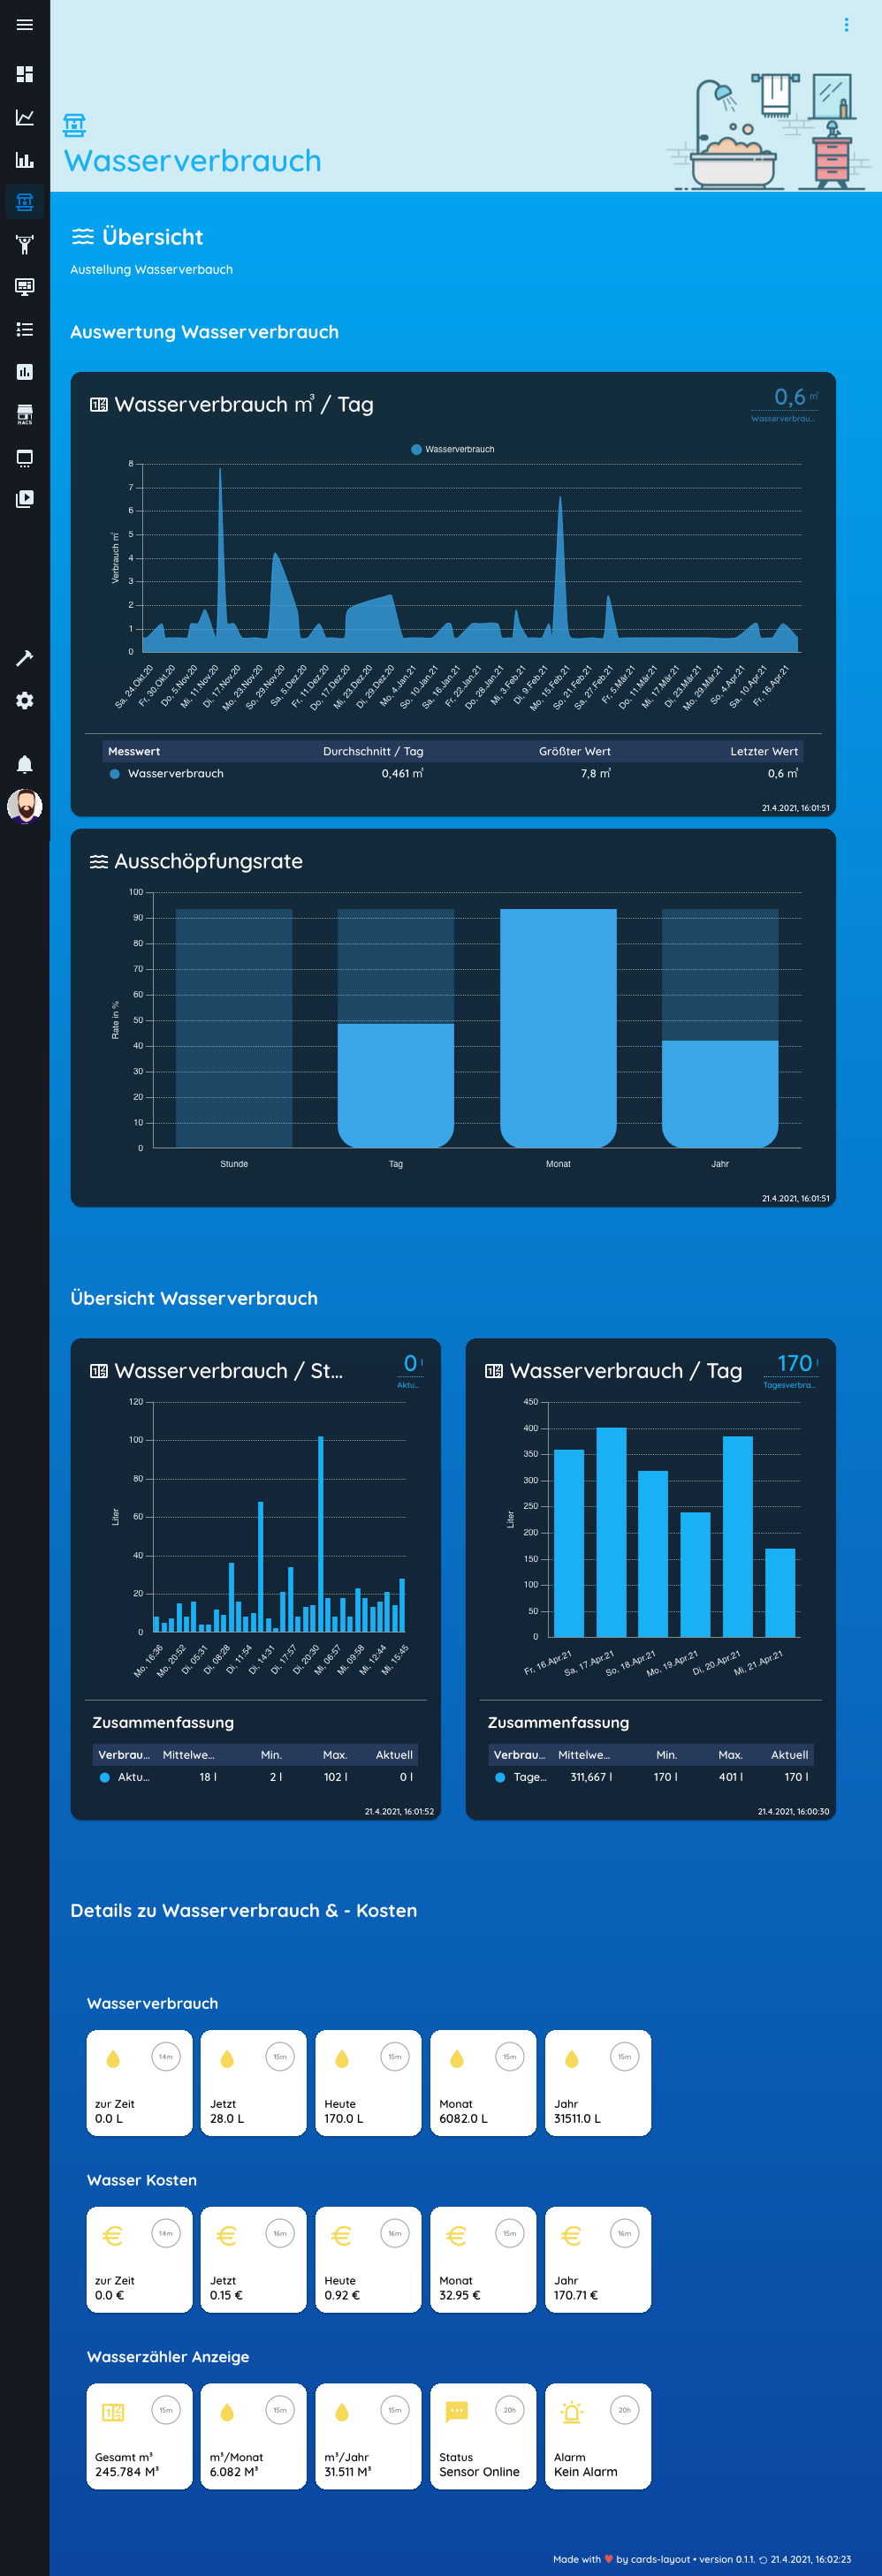 Wasserverbrauch
Übersicht
Austellung Wasserverbauch
Auswertung Wasserverbrauch
Wasserverbrauch m³ / Tag
0,6 m³
Wasserverbrau...
Wasserverbrauch
Verbrauch m³
8
7
6
5
4
3
2
1
0
Sa, 24.Okt.20
Fr, 30.Okt.20
Do, 5.Nov.20
Mi, 11.Nov.20
Di, 17.Nov.20
Mo, 23.Nov.20
So, 29.Nov.20
Sa, 5.Dez.20
Fr, 11.Dez.20
Do, 17.Dez.20
Mi, 23.Dez.20
Di, 29.Dez.20
Mo, 4.Jan.21
So, 10.Jan.21
Sa, 16.Jan.21
Fr, 22.Jan.21
Do, 28.Jan.21
Mi, 3.Feb.21
Di, 9.Feb.21
Mo, 15.Feb.21
So, 21.Feb.21
Sa, 27.Feb.21
Fr, 5.Mär.21
Do, 11.Mär.21
Mi, 17.Mär.21
Di, 23.Mär.21
Mo, 29.Mär.21
So, 4.Apr.21
Sa, 10.Apr.21
Fr, 16.Apr.21
Messwert Durchschnitt / Tag Größter Wert Letzter Wert
Wasserverbrauch 0,461 m³ 7,8 m³ 0,6 m³
21.4.2021, 16:01:51
Ausschöpfungsrate
Rate in %
100
90
80
70
60
50
40
30
20
10
0
Stunde Tag Monat Jahr
21.4.2021, 16:01:51
Übersicht Wasserverbrauch
Wasserverbrauch / St...
0 l
Aktu...
Liter
120
100
80
60
40
20
0
Mo, 16:36
Mo, 20:52
Di, 05:31
Di, 08:28
Di, 11:54
Di, 14:31
Di, 17:57
Di, 20:30
Mi, 06:57
Mi, 09:58
Mi, 12:44
Mi, 15:45
Zusammenfassung
Verbrau... Mittelwe... Min. Max. Aktuell
Aktu... 18 l 2 l 102 l 0 l
21.4.2021, 16:01:52
Wasserverbrauch / Tag
170 l
Tagesverbra...
Liter
450
400
350
300
250
200
150
100
50
0
Fr, 16.Apr.21
Sa, 17.Apr.21
So, 18.Apr.21
Mo, 19.Apr.21
Di, 20.Apr.21
Mi, 21.Apr.21
Zusammenfassung
Verbrau... Mittelwe... Min. Max. Aktuell
Tage... 311,667 l 170 l 401 l 170 l
21.4.2021, 16:00:30
Details zu Wasserverbrauch & - Kosten
Wasserverbrauch
14m 15m 15m 15m 15m
zur Zeit Jetzt Heute Monat Jahr
0.0 L 28.0 L 170.0 L 6082.0 L 31511.0 L
Wasser Kosten
14m 16m 16m 15m 16m
zur Zeit Jetzt Heute Monat Jahr
0.0 € 0.15 € 0.92 € 32.95 € 170.71 €
Wasserzähler Anzeige
15m 15m 15m 20h 20h
Gesamt m³ m³/Monat m³/Jahr Status Alarm
245.784 M³ 6.082 M³ 31.511 M³ Sensor Online Kein Alarm
HACS
Made with ♥ by cards-layout • version 0.1.1. 21.4.2021, 16:02:23